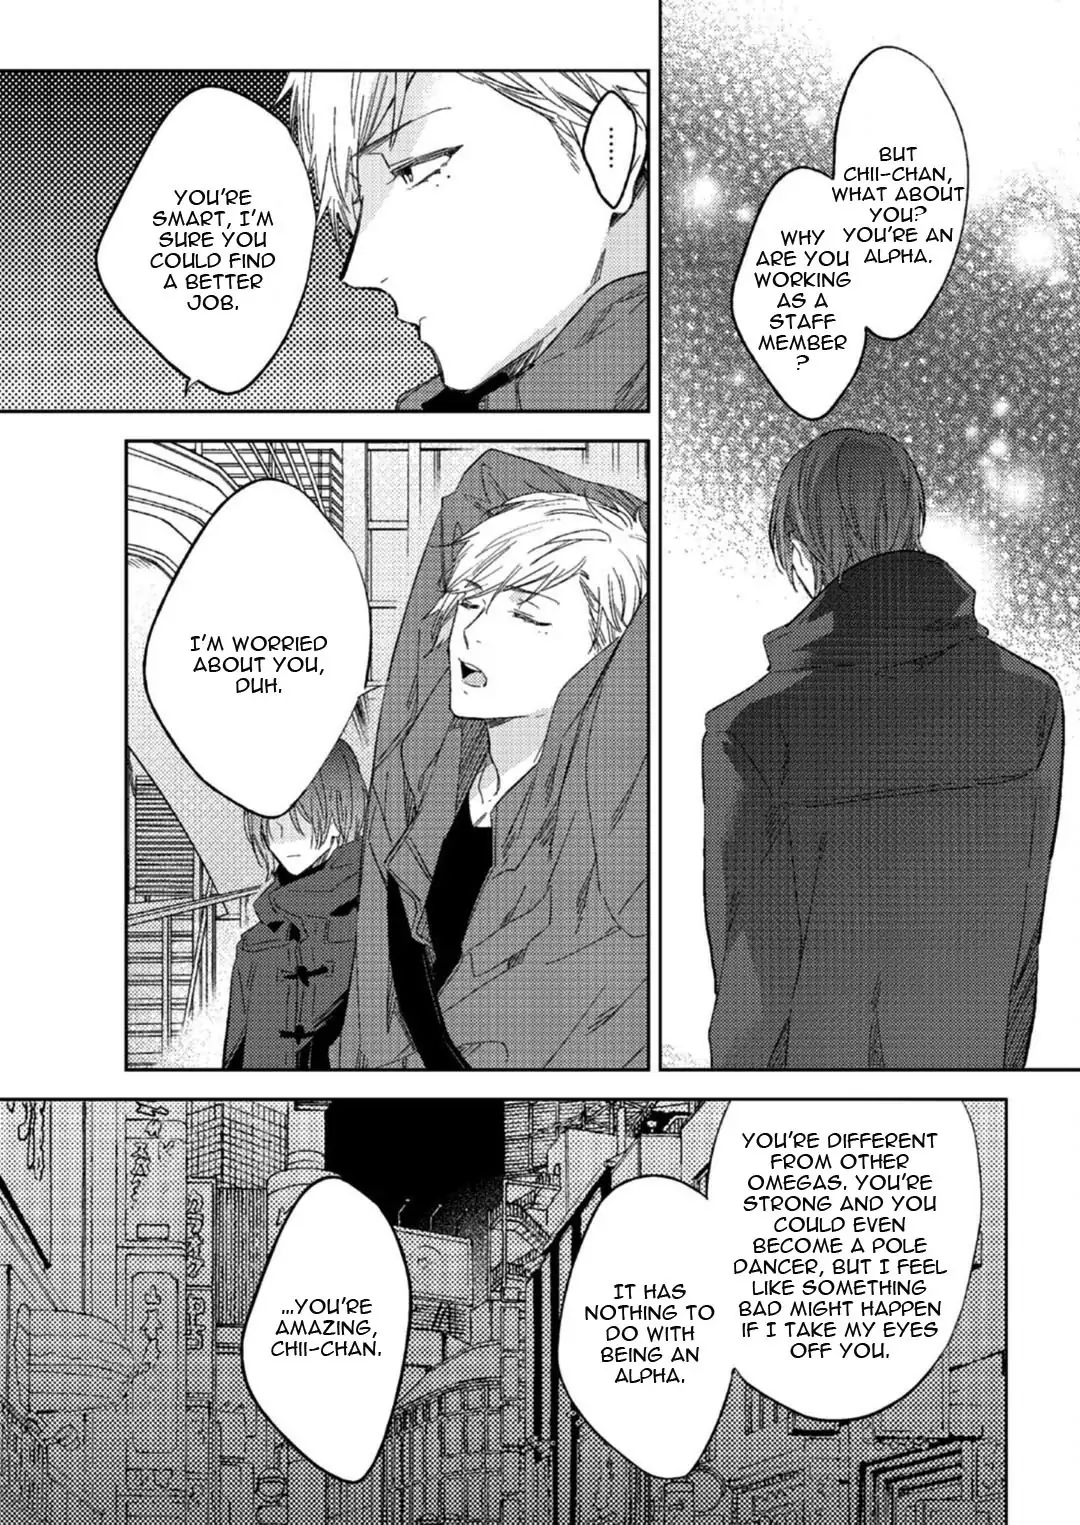 BUT
CHII-CHAN,
WHAT ABOUT
YOU?
YOU'RE AN
ALPHA.
WHY
ARE YOU
WORKING
AS A
STAFF
MEMBER
?
......
YOU'RE
SMART, I'M
SURE YOU
COULD FIND
A BETTER
JOB.
I'M WORRIED
ABOUT YOU,
DUH.
YOU'RE DIFFERENT
FROM OTHER
OMEGAS. YOU'RE
STRONG AND YOU
COULD EVEN
BECOME A POLE
DANCER, BUT I FEEL
LIKE SOMETHING
BAD MIGHT HAPPEN
IF I TAKE MY EYES
OFF YOU.
IT HAS
NOTHING TO
DO WITH
BEING AN
ALPHA.
...YOU'RE
AMAZING,
CHII-CHAN.